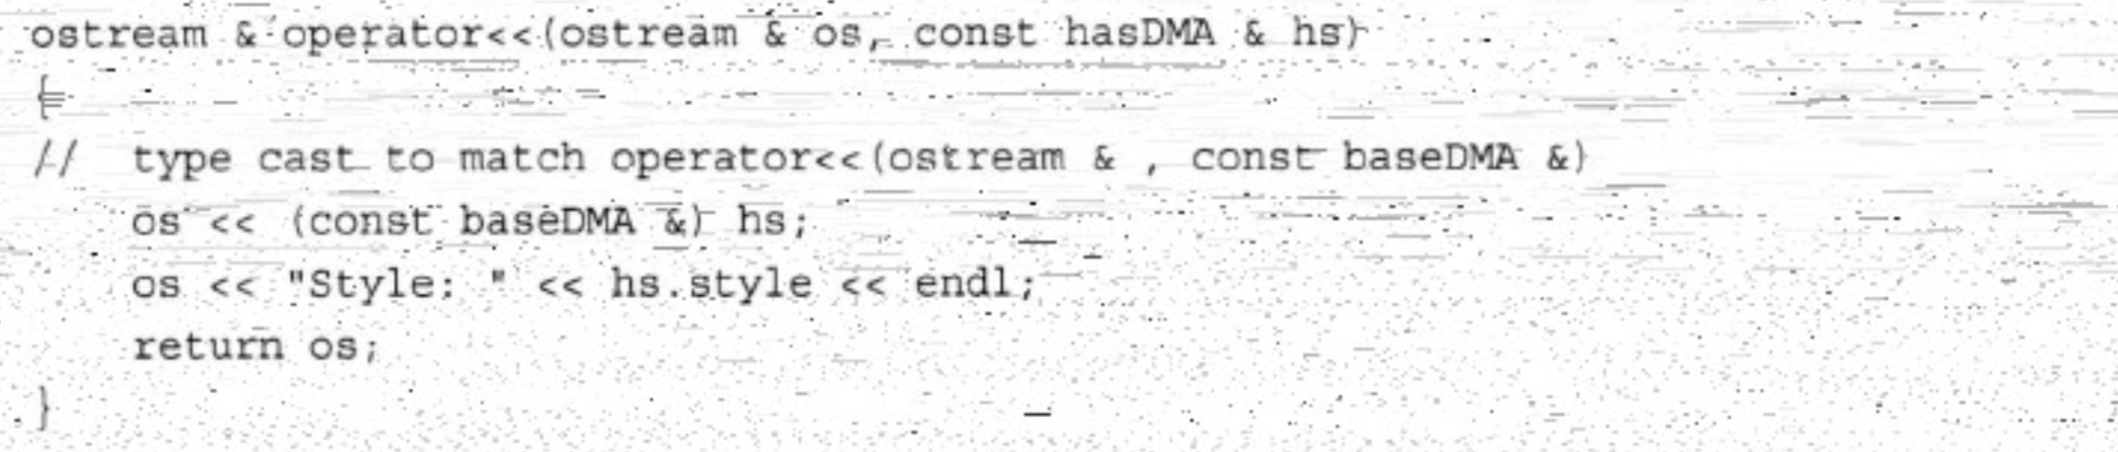 ostream & operator<<(ostream & os, const hasDMA & hs)
{
//  type cast to match operator<<(ostream & , const baseDMA &)
    os << (const baseDMA &) hs;
    os << "Style: " << hs.style << endl;
    return os;
}